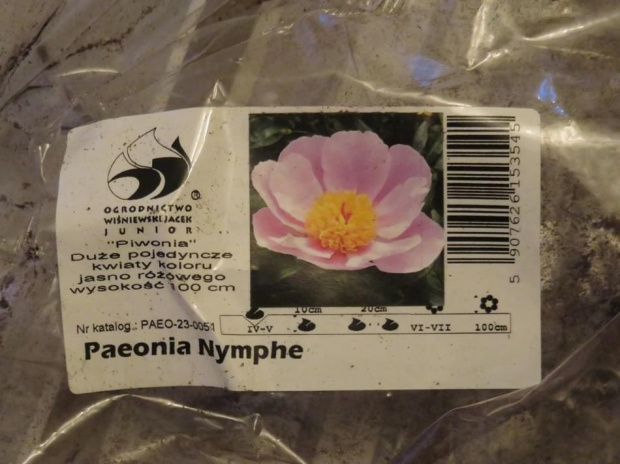 ®
OGRODNICTWO
WIŚNIEWSKI JACEK
JUNIOR
"Piwonia"
Duże pojedyncze
kwiaty koloru
jasno różowego
wysokość 100 cm
5 907626 153545
10cm 20cm
Nr katalog.: PAEO-23-0051
IV-V VI-VII 100cm
Paeonia Nymphe